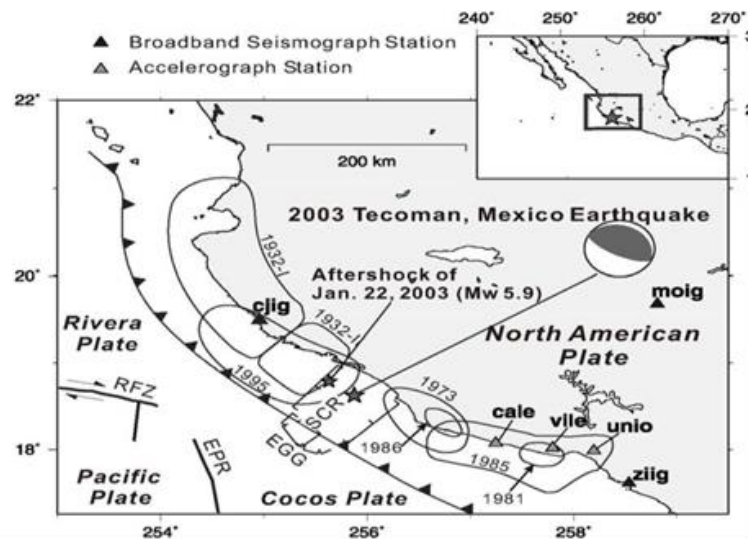 ▲ Broadband Seismograph Station
▲ Accelerograph Station
240° 250° 260° 270°
22°
20°
18°
200 km
2003 Tecoman, Mexico Earthquake
1932-I
Aftershock of
Jan. 22, 2003 (Mw 5.9)
cjig
moig
North American
Plate
Rivera
Plate
RFZ
1995
SCR
EGG
1973
1986
cale
vile
unio
1985
1981
ziig
EPR
Pacific
Plate
Cocos Plate
254° 256° 258°